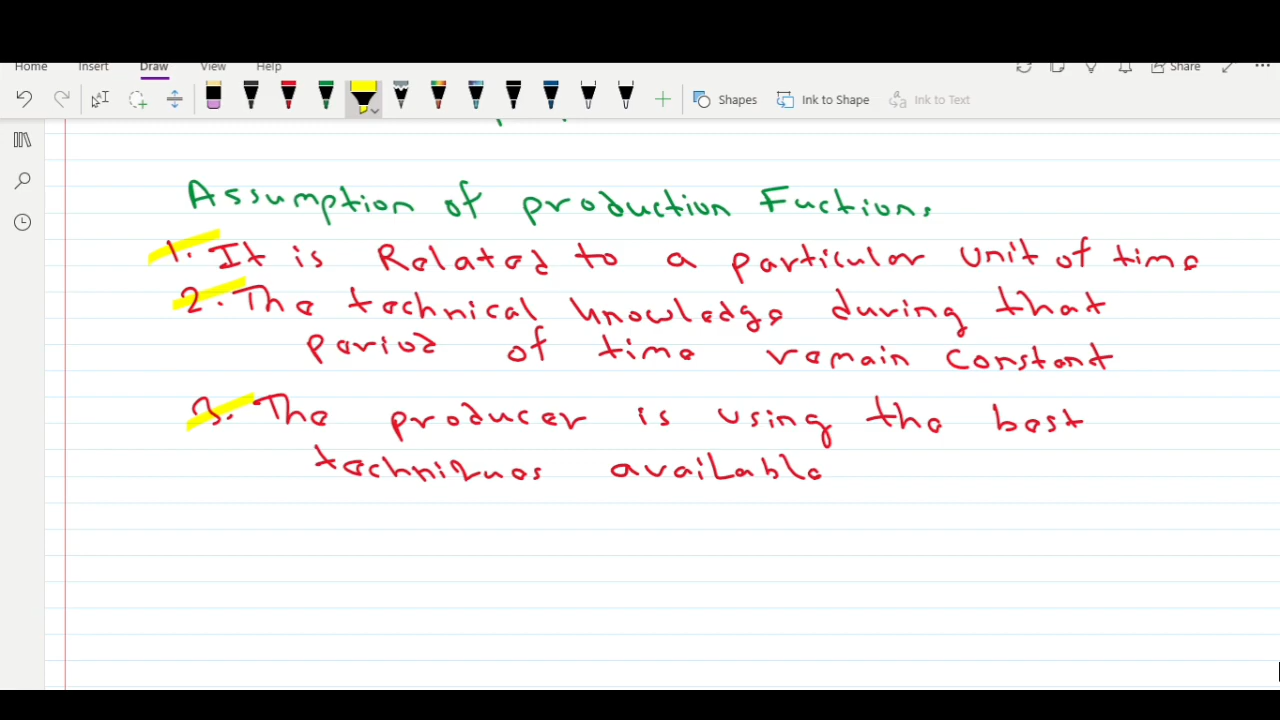 Home Insert Draw View Help Share
Shapes Ink to Shape Ink to Text
Assumption of production Fuction.
1. It is Related to a particular unit of time
2. The technical knowledge during that
period of time remain constant
3. The producer is using the best
techniques available